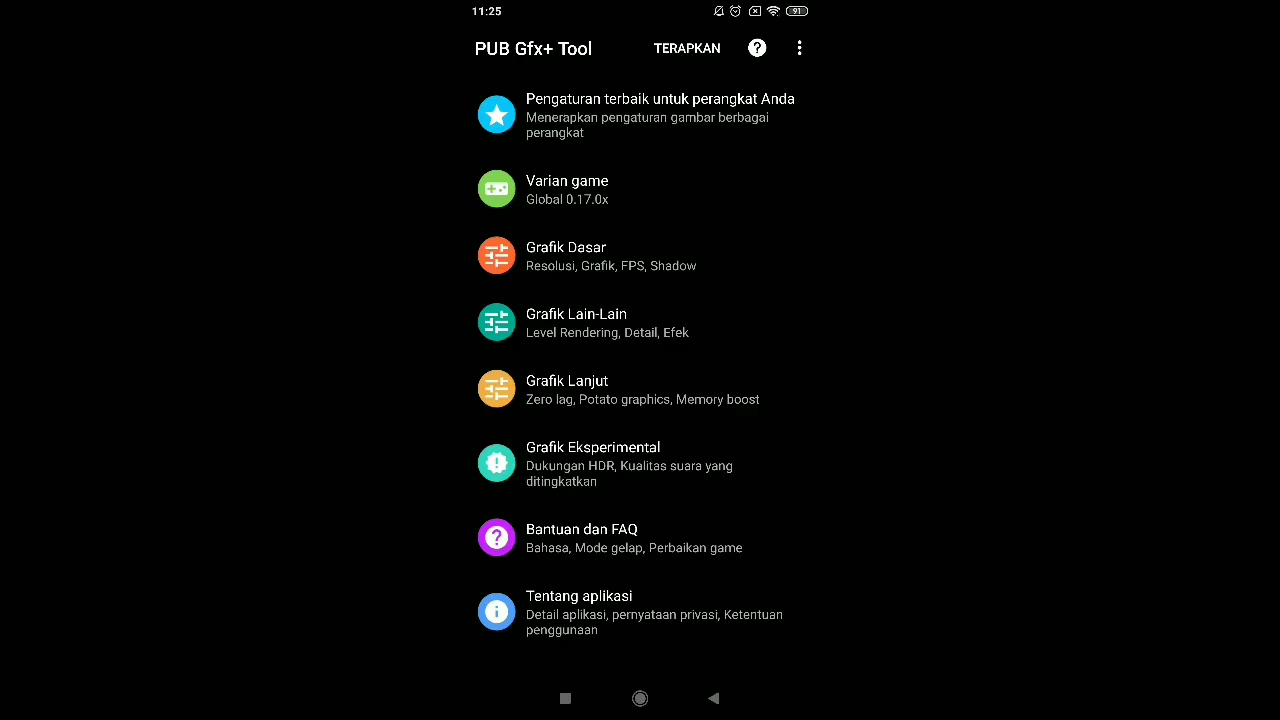 11:25
91
PUB Gfx+ Tool
TERAPKAN
Pengaturan terbaik untuk perangkat Anda
Menerapkan pengaturan gambar berbagai
perangkat
Varian game
Global 0.17.0x
Grafik Dasar
Resolusi, Grafik, FPS, Shadow
Grafik Lain-Lain
Level Rendering, Detail, Efek
Grafik Lanjut
Zero lag, Potato graphics, Memory boost
Grafik Eksperimental
Dukungan HDR, Kualitas suara yang
ditingkatkan
Bantuan dan FAQ
Bahasa, Mode gelap, Perbaikan game
Tentang aplikasi
Detail aplikasi, pernyataan privasi, Ketentuan
penggunaan